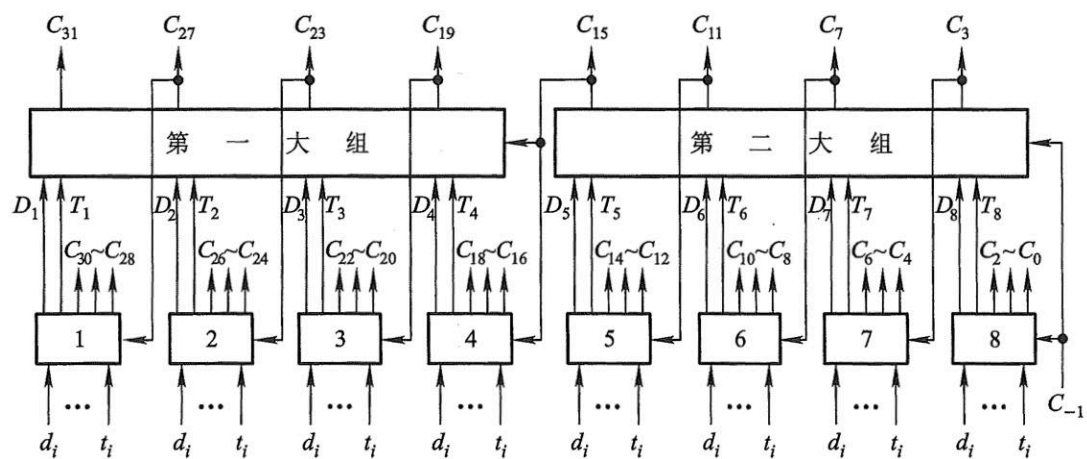 C₃₁ C₂₇ C₂₃ C₁₉ C₁₅ C₁₁ C₇ C₃
第一大组 第二大组
D₁ T₁ D₂ T₂ D₃ T₃ D₄ T₄ D₅ T₅ D₆ T₆ D₇ T₇ D₈ T₈
C₃₀~C₂₈ C₂₆~C₂₄ C₂₂~C₂₀ C₁₈~C₁₆ C₁₄~C₁₂ C₁₀~C₈ C₆~C₄ C₂~C₀
1 2 3 4 5 6 7 8
... ... ... ... ... ... ... ... C₋₁
dᵢ tᵢ dᵢ tᵢ dᵢ tᵢ dᵢ tᵢ dᵢ tᵢ dᵢ tᵢ dᵢ tᵢ dᵢ tᵢ